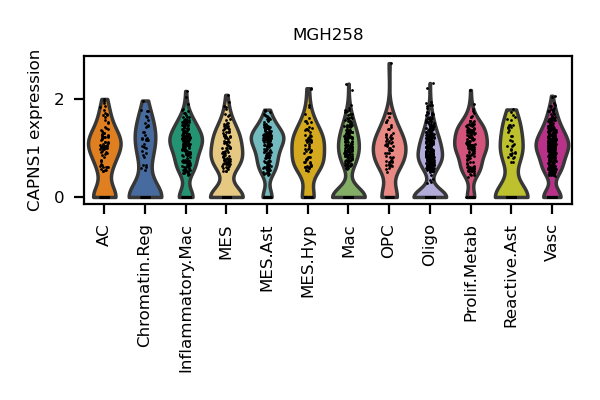 MGH258
CAPNS1 expression
2
0
AC
Chromatin.Reg
Inflammatory.Mac
MES
MES.Ast
MES.Hyp
Mac
OPC
Oligo
Prolif.Metab
Reactive.Ast
Vasc